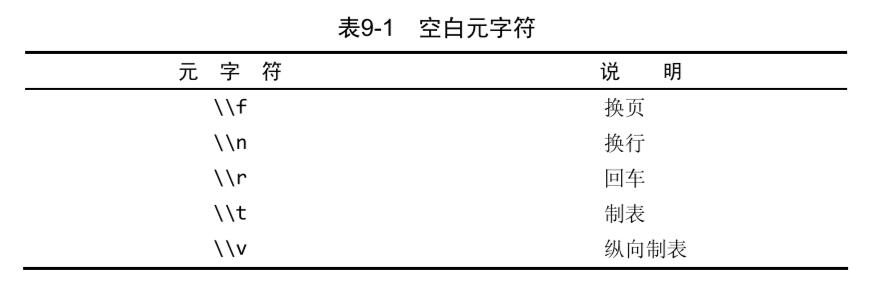 表9-1 空白元字符
元 字 符 说 明
\\f 换页
\\n 换行
\\r 回车
\\t 制表
\\v 纵向制表